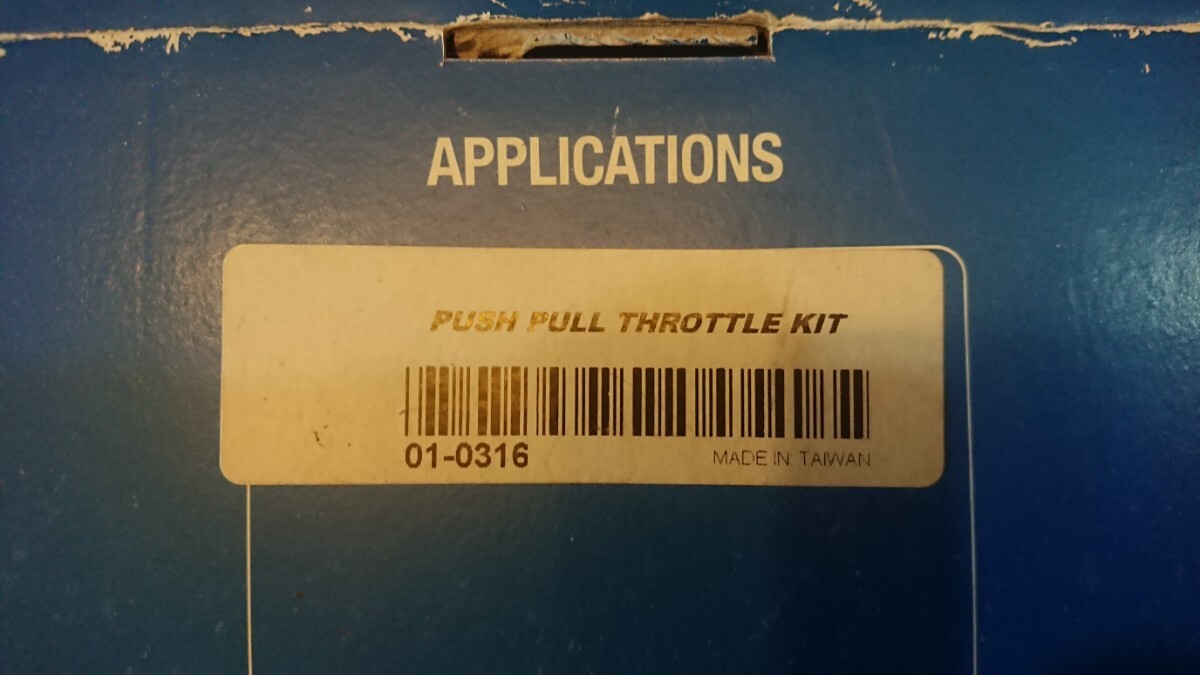 APPLICATIONS
PUSH PULL THROTTLE KIT
01-0316
MADE IN TAIWAN